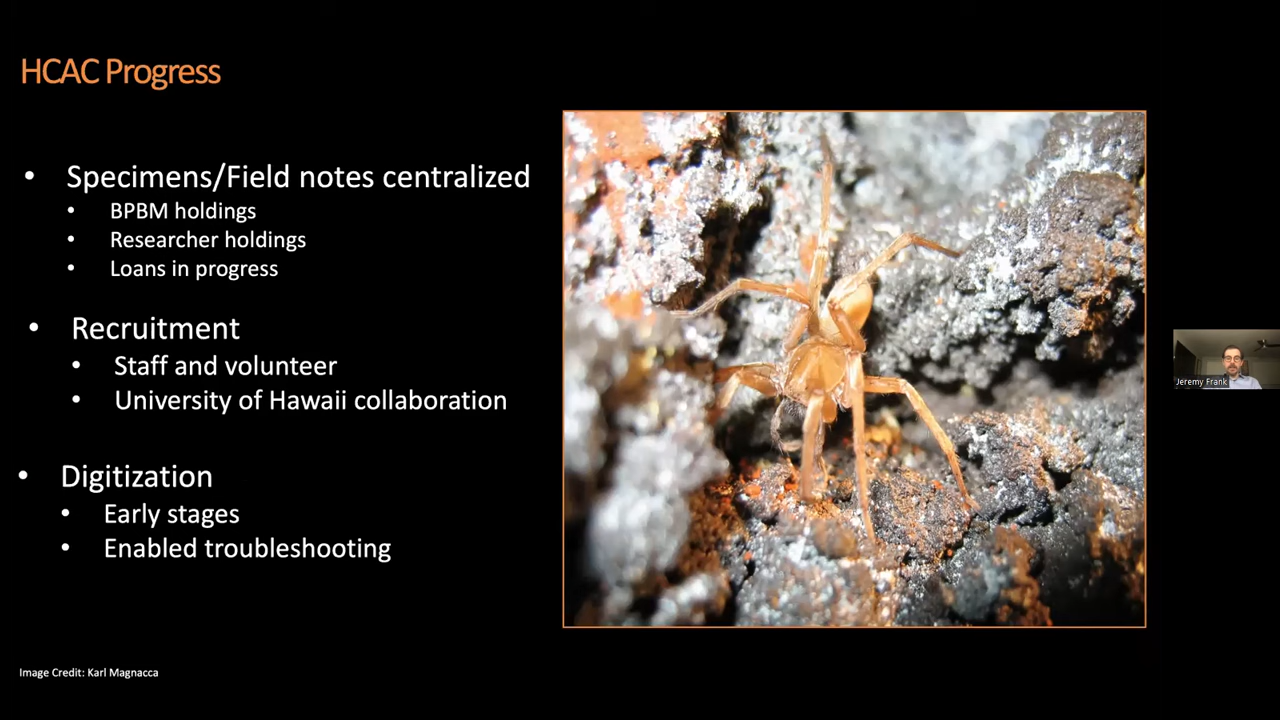 HCAC Progress
• Specimens/Field notes centralized
• BPBM holdings
• Researcher holdings
• Loans in progress
• Recruitment
• Staff and volunteer
• University of Hawaii collaboration
• Digitization
• Early stages
• Enabled troubleshooting
Jeremy Frank
Image Credit: Karl Magnacca